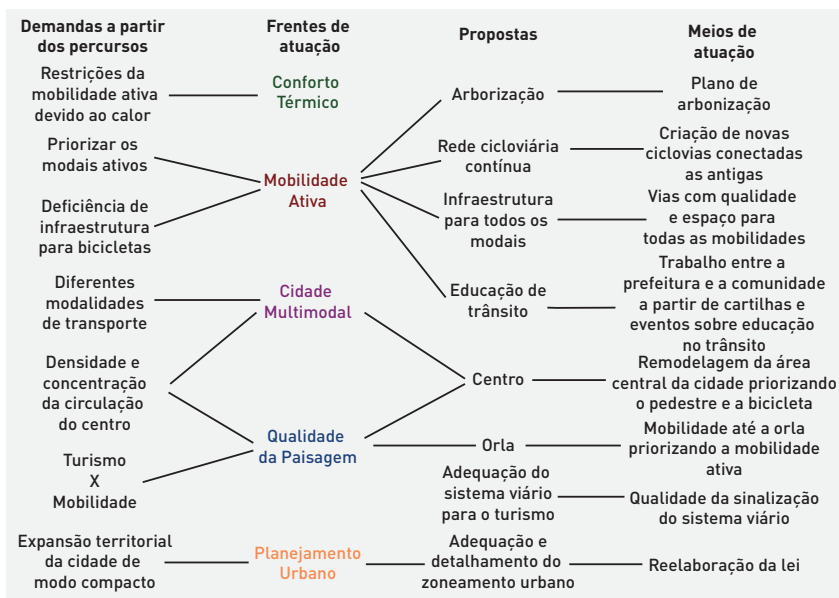 Demandas a partir
dos percursos
Frentes de
atuação
Propostas
Meios de
atuação
Restrições da
mobilidade ativa
devido ao calor
Conforto
Térmico
Arborização
Plano de
arbonização
Priorizar os
modais ativos
Mobilidade
Ativa
Rede cicloviária
contínua
Criação de novas
ciclovias conectadas
as antigas
Deficiência de
infraestrutura
para bicicletas
Infraestrutura
para todos os
modais
Vias com qualidade
e espaço para
todas as mobilidades
Diferentes
modalidades
de transporte
Cidade
Multimodal
Educação de
trânsito
Trabalho entre a
prefeitura e a comunidade
a partir de cartilhas e
eventos sobre educação
no trânsito
Densidade e
concentração
da circulação
do centro
Centro
Remodelagem da área
central da cidade priorizando
o pedestre e a bicicleta
Turismo
X
Mobilidade
Qualidade
da Paisagem
Orla
Mobilidade até a orla
priorizando a mobilidade
ativa
Adequação do
sistema viário
para o turismo
Qualidade da sinalização
do sistema viário
Expansão territorial
da cidade de
modo compacto
Planejamento
Urbano
Adequação e
detalhamento do
zoneamento urbano
Reelaboração da lei